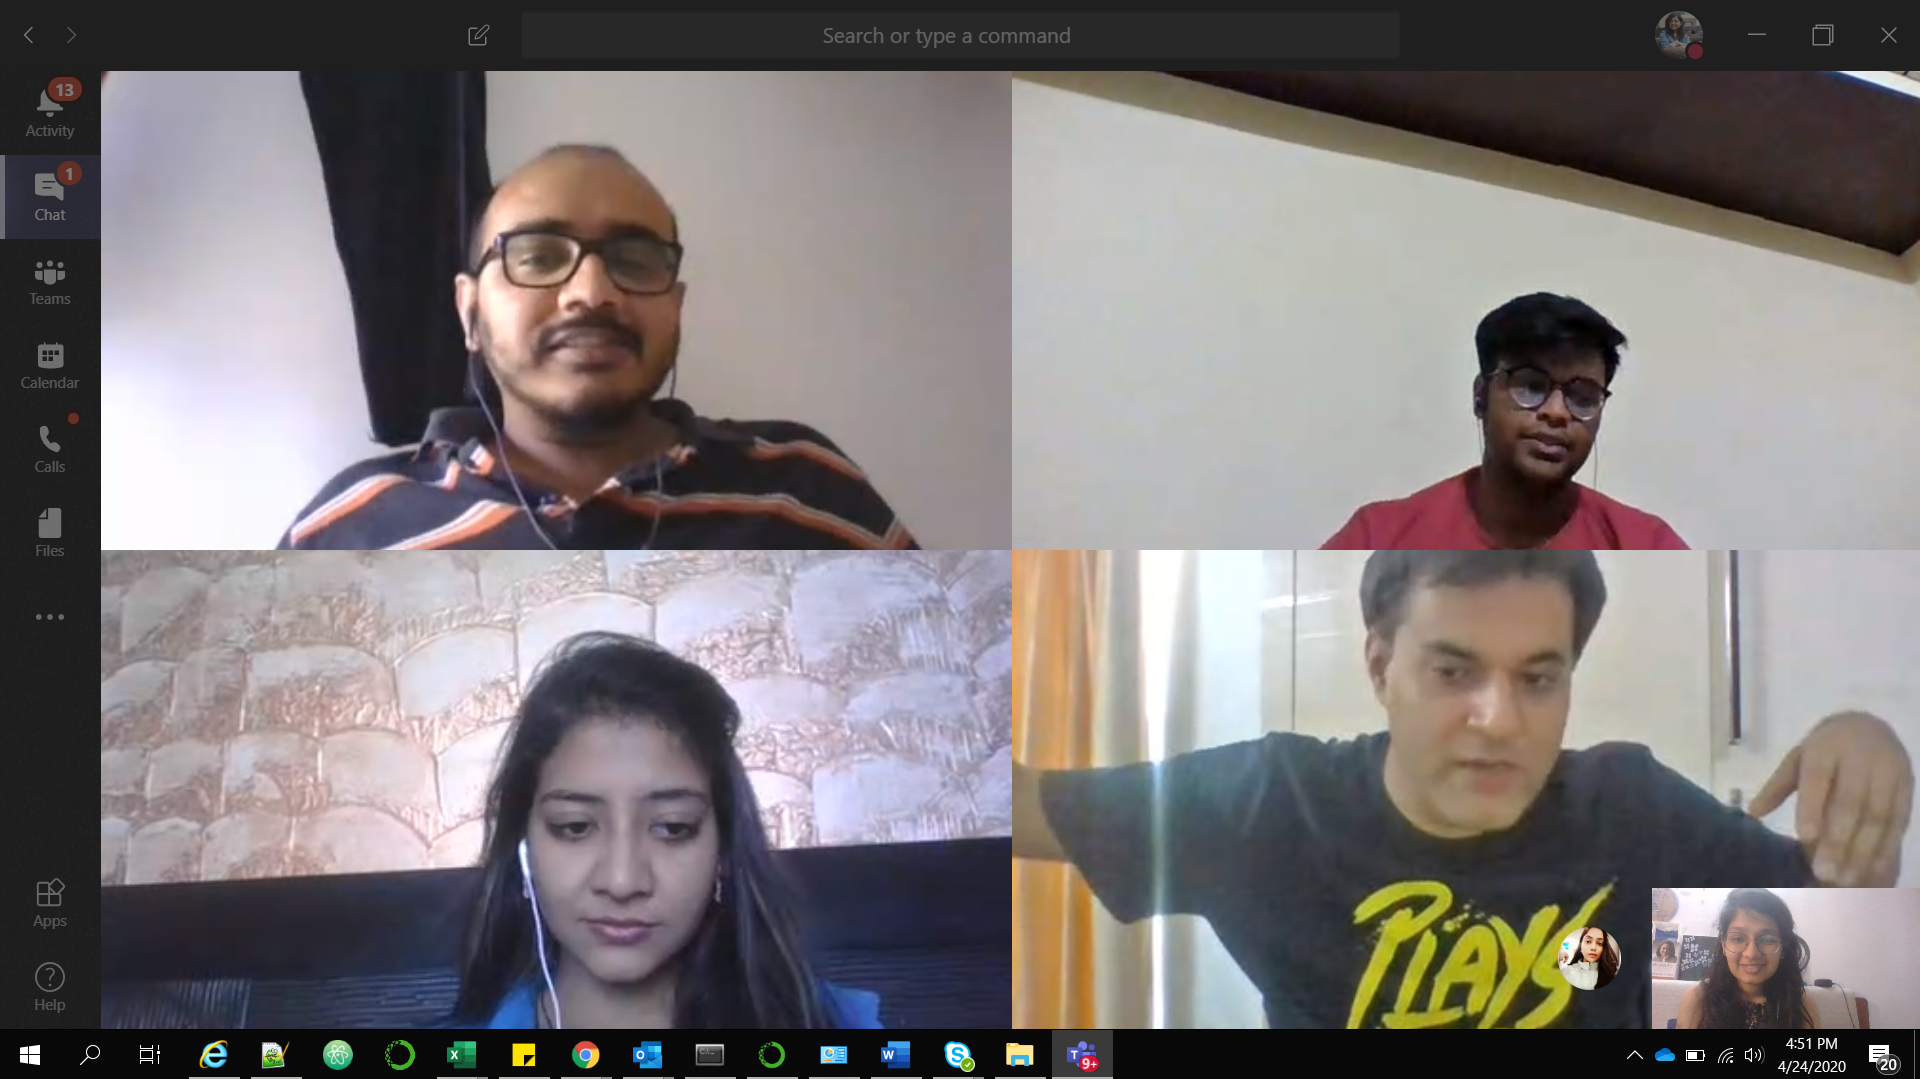 Search or type a command
13
Activity
1
Chat
Teams
Calendar
Calls
Files
Apps
Help
PLAYS
9+
4:51 PM
4/24/2020
20